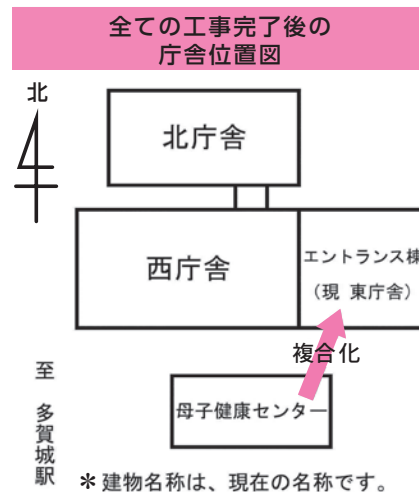 全ての工事完了後の
庁舎位置図
北
北庁舎
西庁舎
エントランス棟
（現 東庁舎）
複合化
母子健康センター
至 多賀城駅
＊建物名称は、現在の名称です。